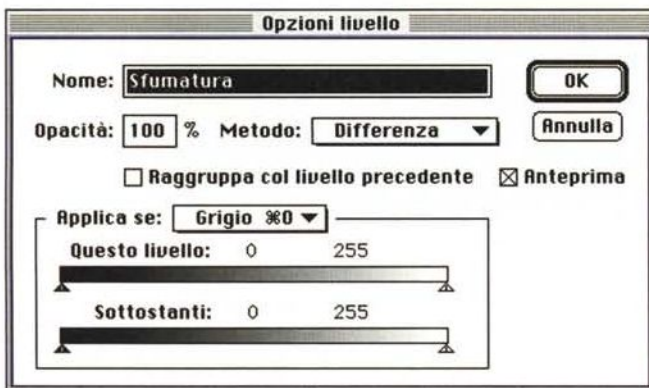 Opzioni livello
Nome: Sfumatura
OK
Opacità: 100 % Metodo: Differenza
Annulla
Raggruppa col livello precedente Anteprima
Applica se: Grigio ⌘0
Questo livello: 0 255
Sottostanti: 0 255